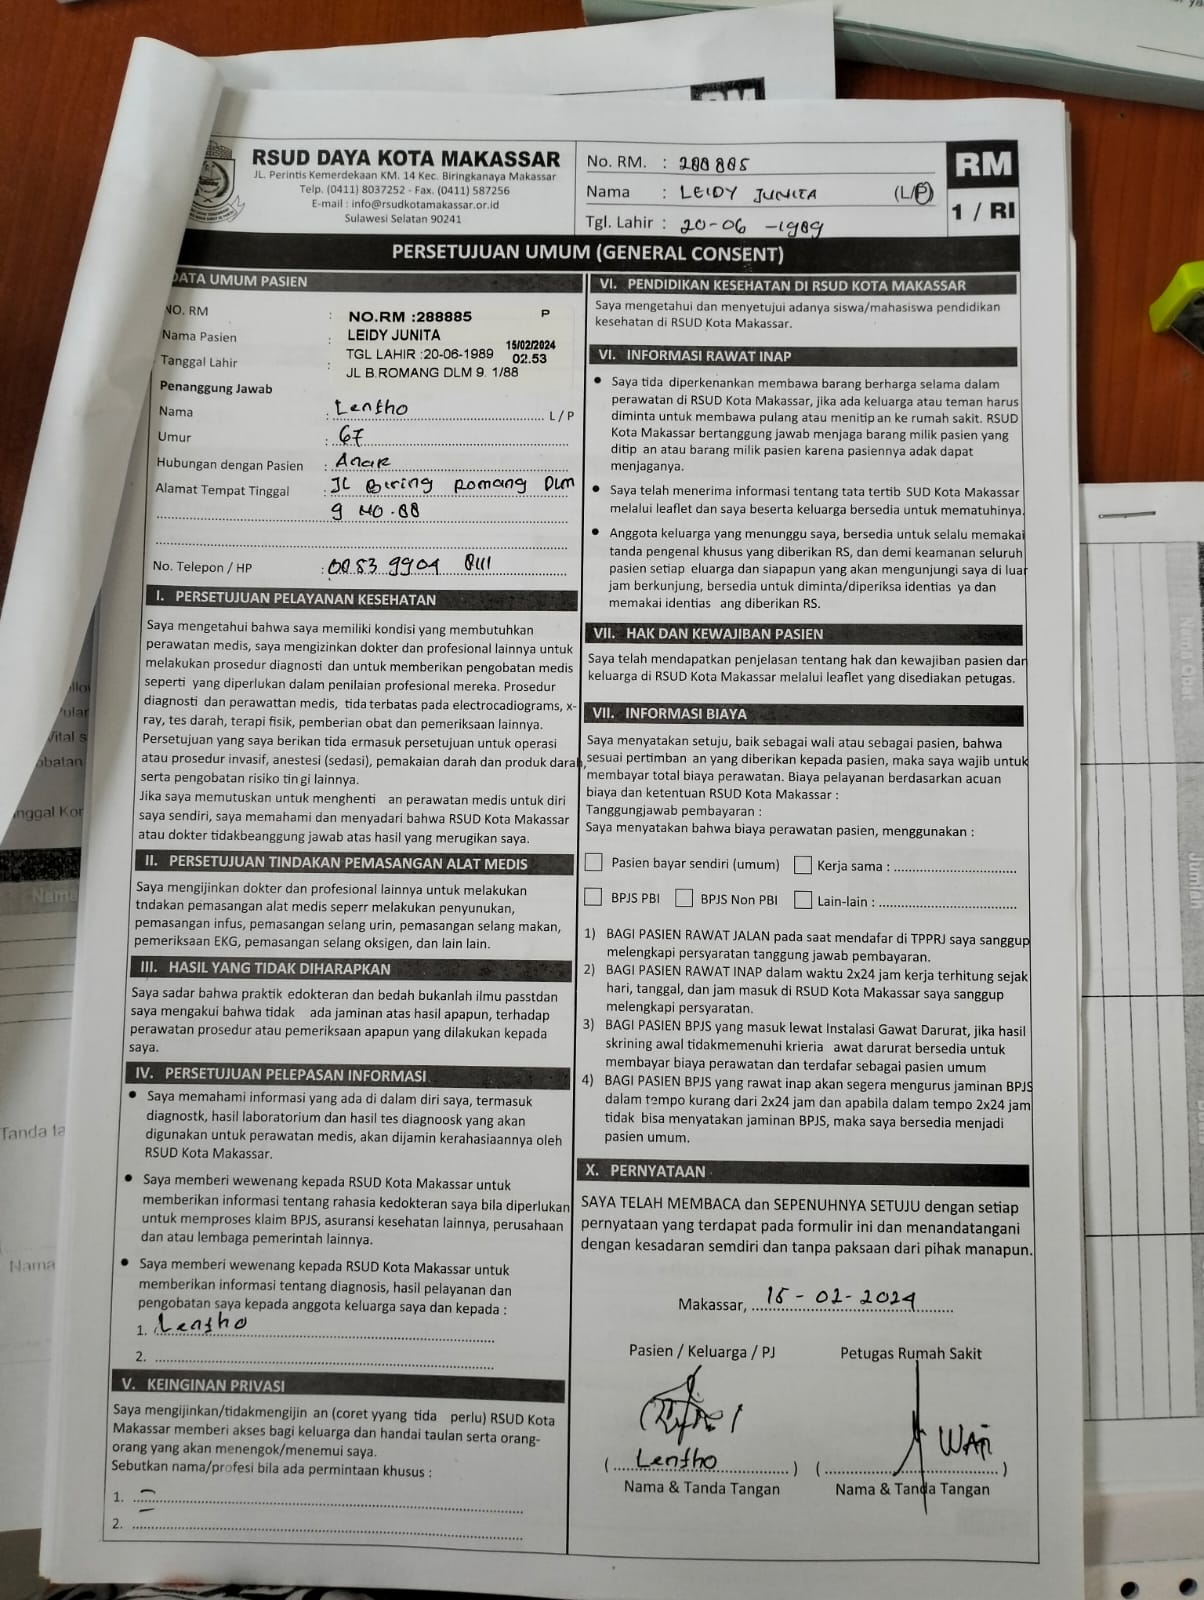 RSUD DAYA KOTA MAKASSAR
JL. Perintis Kemerdekaan KM. 14 Kec. Biringkanaya Makassar
Telp. (0411) 8037252 - Fax. (0411) 587256
E-mail : info@rsudkotamakassar.or.id
Sulawesi Selatan 90241
No. RM. : 288885
Nama : LEIDY JUNITA (L/P)
Tgl. Lahir : 20-06-1989
RM
1 / RI
PERSETUJUAN UMUM (GENERAL CONSENT)
DATA UMUM PASIEN
NO. RM :
Nama Pasien :
Tanggal Lahir :
NO.RM :288885 P
LEIDY JUNITA
15/02/2024
TGL LAHIR :20-06-1989 02.53
JL B.ROMANG DLM 9. 1/88
Penanggung Jawab
Nama : Lentho L / P
Umur : 67
Hubungan dengan Pasien : Anak
Alamat Tempat Tinggal : JL Biring Romang Dlm
9 NO.88
No. Telepon / HP : 0853 9904
I. PERSETUJUAN PELAYANAN KESEHATAN
Saya mengetahui bahwa saya memiliki kondisi yang membutuhkan
perawatan medis, saya mengizinkan dokter dan profesional lainnya untuk
melakukan prosedur diagnosti dan untuk memberikan pengobatan medis
seperti yang diperlukan dalam penilaian profesional mereka. Prosedur
diagnosti dan perawattan medis, tida terbatas pada electrocadiograms, x-
ray, tes darah, terapi fisik, pemberian obat dan pemeriksaan lainnya.
Persetujuan yang saya berikan tida ermasuk persetujuan untuk operasi
atau prosedur invasif, anestesi (sedasi), pemakaian darah dan produk darah,
serta pengobatan risiko tin gi lainnya.
Jika saya memutuskan untuk menghenti an perawatan medis untuk diri
saya sendiri, saya memahami dan menyadari bahwa RSUD Kota Makassar
atau dokter tidakbeanggung jawab atas hasil yang merugikan saya.
II. PERSETUJUAN TINDAKAN PEMASANGAN ALAT MEDIS
Saya mengijinkan dokter dan profesional lainnya untuk melakukan
tndakan pemasangan alat medis seperr melakukan penyunukan,
pemasangan infus, pemasangan selang urin, pemasangan selang makan,
pemeriksaan EKG, pemasangan selang oksigen, dan lain lain.
III. HASIL YANG TIDAK DIHARAPKAN
Saya sadar bahwa praktik edokteran dan bedah bukanlah ilmu passtdan
saya mengakui bahwa tidak ada jaminan atas hasil apapun, terhadap
perawatan prosedur atau pemeriksaan apapun yang dilakukan kepada
saya.
IV. PERSETUJUAN PELEPASAN INFORMASI
• Saya memahami informasi yang ada di dalam diri saya, termasuk
diagnostk, hasil laboratorium dan hasil tes diagnoosk yang akan
digunakan untuk perawatan medis, akan dijamin kerahasiaannya oleh
RSUD Kota Makassar.
• Saya memberi wewenang kepada RSUD Kota Makassar untuk
memberikan informasi tentang rahasia kedokteran saya bila diperlukan
untuk memproses klaim BPJS, asuransi kesehatan lainnya, perusahaan
dan atau lembaga pemerintah lainnya.
• Saya memberi wewenang kepada RSUD Kota Makassar untuk
memberikan informasi tentang diagnosis, hasil pelayanan dan
pengobatan saya kepada anggota keluarga saya dan kepada :
1. Lentho
2.
V. KEINGINAN PRIVASI
Saya mengijinkan/tidakmengijin an (coret yyang tida perlu) RSUD Kota
Makassar memberi akses bagi keluarga dan handai taulan serta orang-
orang yang akan menengok/menemui saya.
Sebutkan nama/profesi bila ada permintaan khusus :
1.
2.
VI. PENDIDIKAN KESEHATAN DI RSUD KOTA MAKASSAR
Saya mengetahui dan menyetujui adanya siswa/mahasiswa pendidikan
kesehatan di RSUD Kota Makassar.
VI. INFORMASI RAWAT INAP
• Saya tida diperkenankan membawa barang berharga selama dalam
perawatan di RSUD Kota Makassar, jika ada keluarga atau teman harus
diminta untuk membawa pulang atau menitip an ke rumah sakit. RSUD
Kota Makassar bertanggung jawab menjaga barang milik pasien yang
ditip an atau barang milik pasien karena pasiennya adak dapat
menjaganya.
• Saya telah menerima informasi tentang tata tertib SUD Kota Makassar
melalui leaflet dan saya beserta keluarga bersedia untuk mematuhinya.
• Anggota keluarga yang menunggu saya, bersedia untuk selalu memakai
tanda pengenal khusus yang diberikan RS, dan demi keamanan seluruh
pasien setiap eluarga dan siapapun yang akan mengunjungi saya di luar
jam berkunjung, bersedia untuk diminta/diperiksa identias ya dan
memakai identias ang diberikan RS.
VII. HAK DAN KEWAJIBAN PASIEN
Saya telah mendapatkan penjelasan tentang hak dan kewajiban pasien dan
keluarga di RSUD Kota Makassar melalui leaflet yang disediakan petugas.
VII. INFORMASI BIAYA
Saya menyatakan setuju, baik sebagai wali atau sebagai pasien, bahwa
sesuai pertimban an yang diberikan kepada pasien, maka saya wajib untuk
membayar total biaya perawatan. Biaya pelayanan berdasarkan acuan
biaya dan ketentuan RSUD Kota Makassar :
Tanggungjawab pembayaran :
Saya menyatakan bahwa biaya perawatan pasien, menggunakan :
Pasien bayar sendiri (umum) Kerja sama :
BPJS PBI BPJS Non PBI Lain-lain :
1) BAGI PASIEN RAWAT JALAN pada saat mendafar di TPPRJ saya sanggup
melengkapi persyaratan tanggung jawab pembayaran.
2) BAGI PASIEN RAWAT INAP dalam waktu 2x24 jam kerja terhitung sejak
hari, tanggal, dan jam masuk di RSUD Kota Makassar saya sanggup
melengkapi persyaratan.
3) BAGI PASIEN BPJS yang masuk lewat Instalasi Gawat Darurat, jika hasil
skrining awal tidakmemenuhi krieria awat darurat bersedia untuk
membayar biaya perawatan dan terdafar sebagai pasien umum
4) BAGI PASIEN BPJS yang rawat inap akan segera mengurus jaminan BPJS
dalam tempo kurang dari 2x24 jam dan apabila dalam tempo 2x24 jam
tidak bisa menyatakan jaminan BPJS, maka saya bersedia menjadi
pasien umum.
X. PERNYATAAN
SAYA TELAH MEMBACA dan SEPENUHNYA SETUJU dengan setiap
pernyataan yang terdapat pada formulir ini dan menandatangani
dengan kesadaran semdiri dan tanpa paksaan dari pihak manapun.
Makassar, 15-02-2024
Pasien / Keluarga / PJ Petugas Rumah Sakit
WATI
( Lentho ) ( )
Nama & Tanda Tangan Nama & Tanda Tangan
Nama Obat
Jumlah
Nama
Tanda ta
Nama